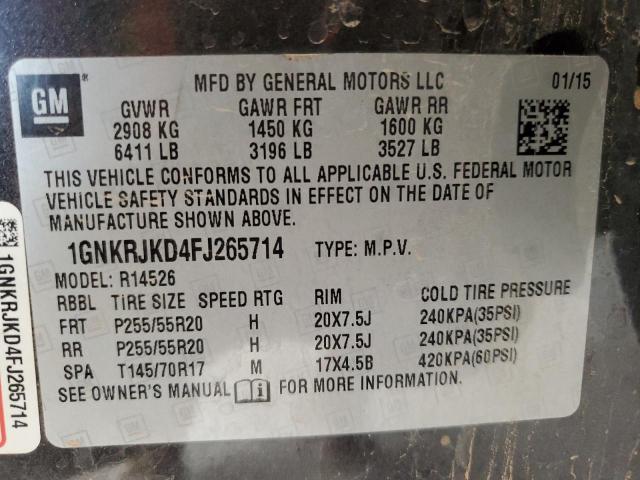 GM
®
MFD BY GENERAL MOTORS LLC 01/15
GVWR GAWR FRT GAWR RR
2908 KG 1450 KG 1600 KG
6411 LB 3196 LB 3527 LB
THIS VEHICLE CONFORMS TO ALL APPLICABLE U.S. FEDERAL MOTOR
VEHICLE SAFETY STANDARDS IN EFFECT ON THE DATE OF
MANUFACTURE SHOWN ABOVE.
1GNKRJKD4FJ265714 TYPE: M.P.V.
MODEL: R14526
RBBL TIRE SIZE SPEED RTG RIM COLD TIRE PRESSURE
FRT P255/55R20 H 20X7.5J 240KPA(35PSI)
RR P255/55R20 H 20X7.5J 240KPA(35PSI)
SPA T145/70R17 M 17X4.5B 420KPA(60PSI)
SEE OWNER'S MANUAL FOR MORE INFORMATION.
1GNKRJKD4FJ265714